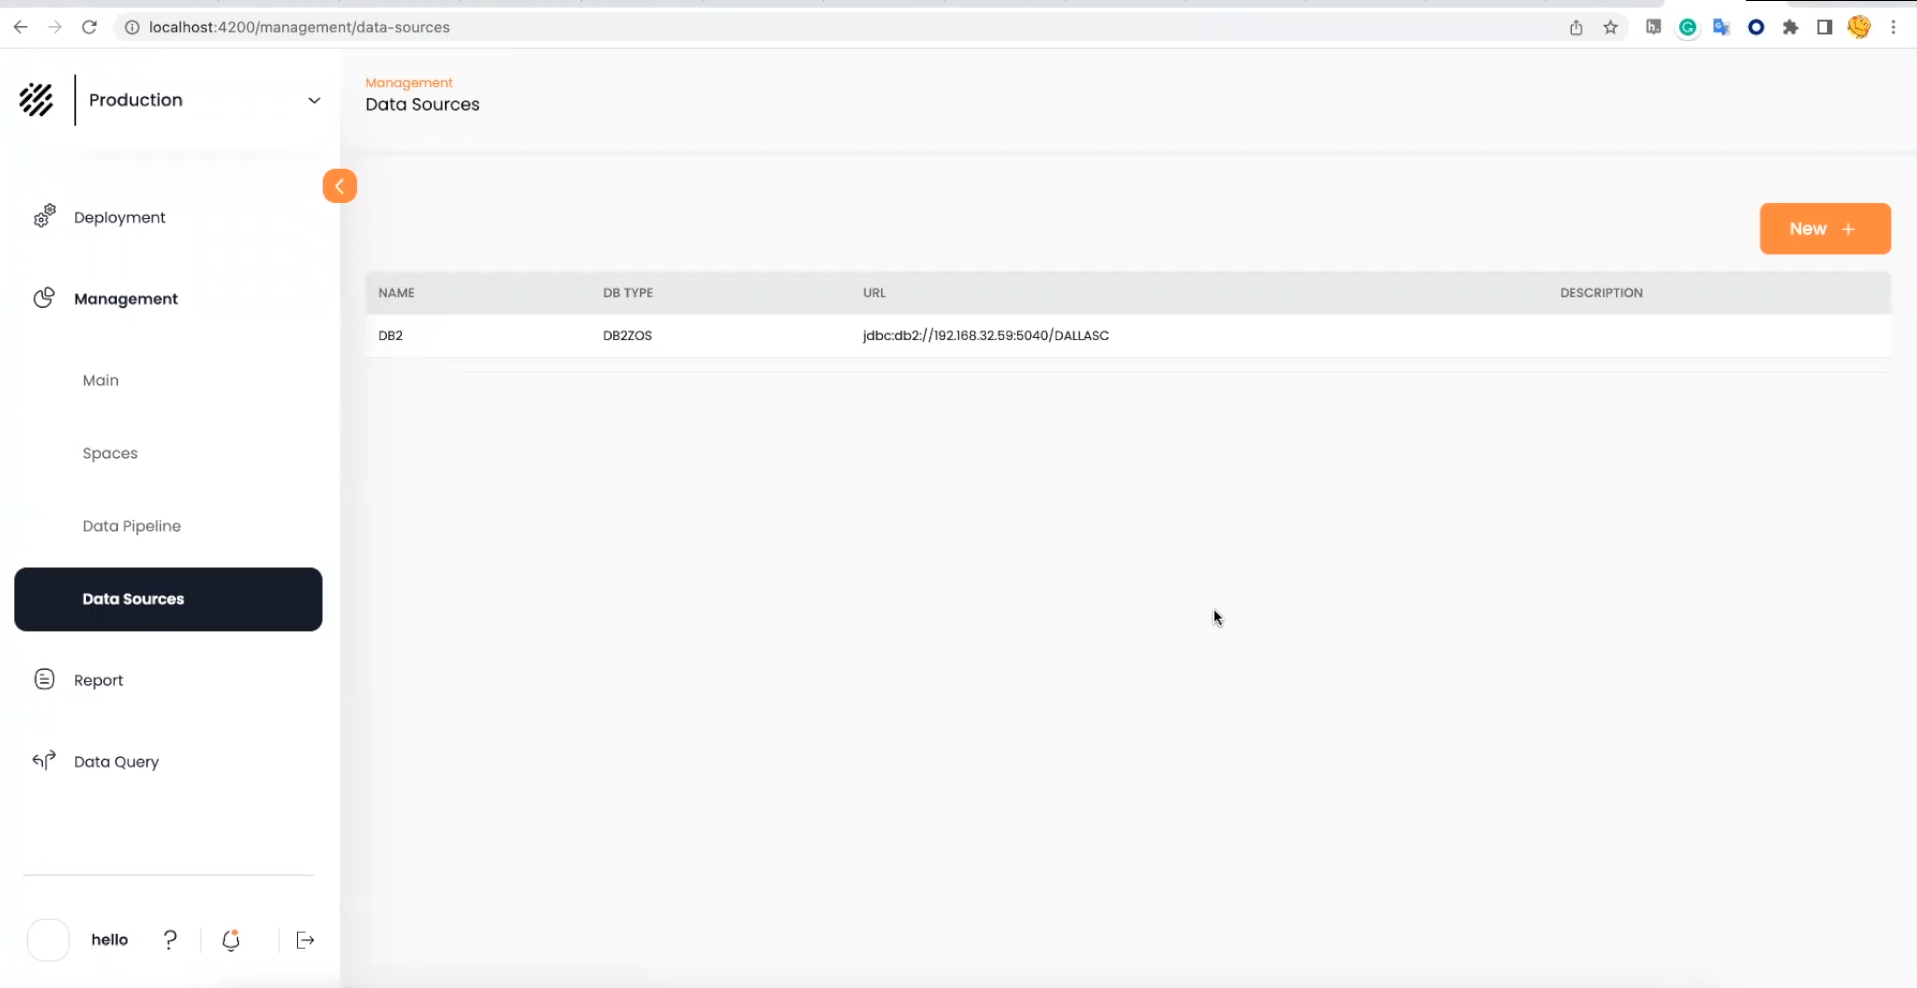 localhost:4200/management/data-sources
Production
Management
Data Sources
Deployment
New +
Management
NAME DB TYPE URL DESCRIPTION
DB2 DB2ZOS jdbc:db2://192.168.32.59:5040/DALLASC
Main
Spaces
Data Pipeline
Data Sources
Report
Data Query
hello ?